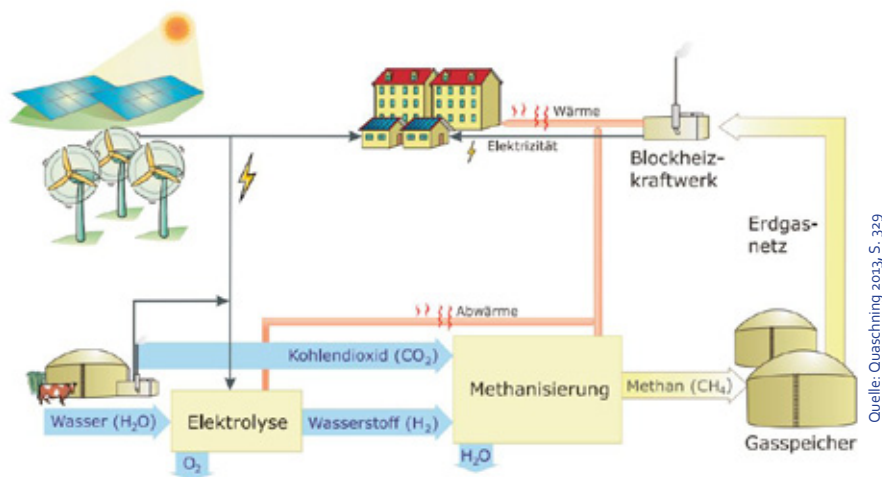 Wärme
Elektrizität
Blockheiz-
kraftwerk
Erdgas-
netz
Abwärme
Kohlendioxid (CO₂)
Methanisierung
Methan (CH₄)
Wasser (H₂O)
Elektrolyse
Wasserstoff (H₂)
Gasspeicher
O₂
H₂O
Quelle: Quaschning 2013, S. 329